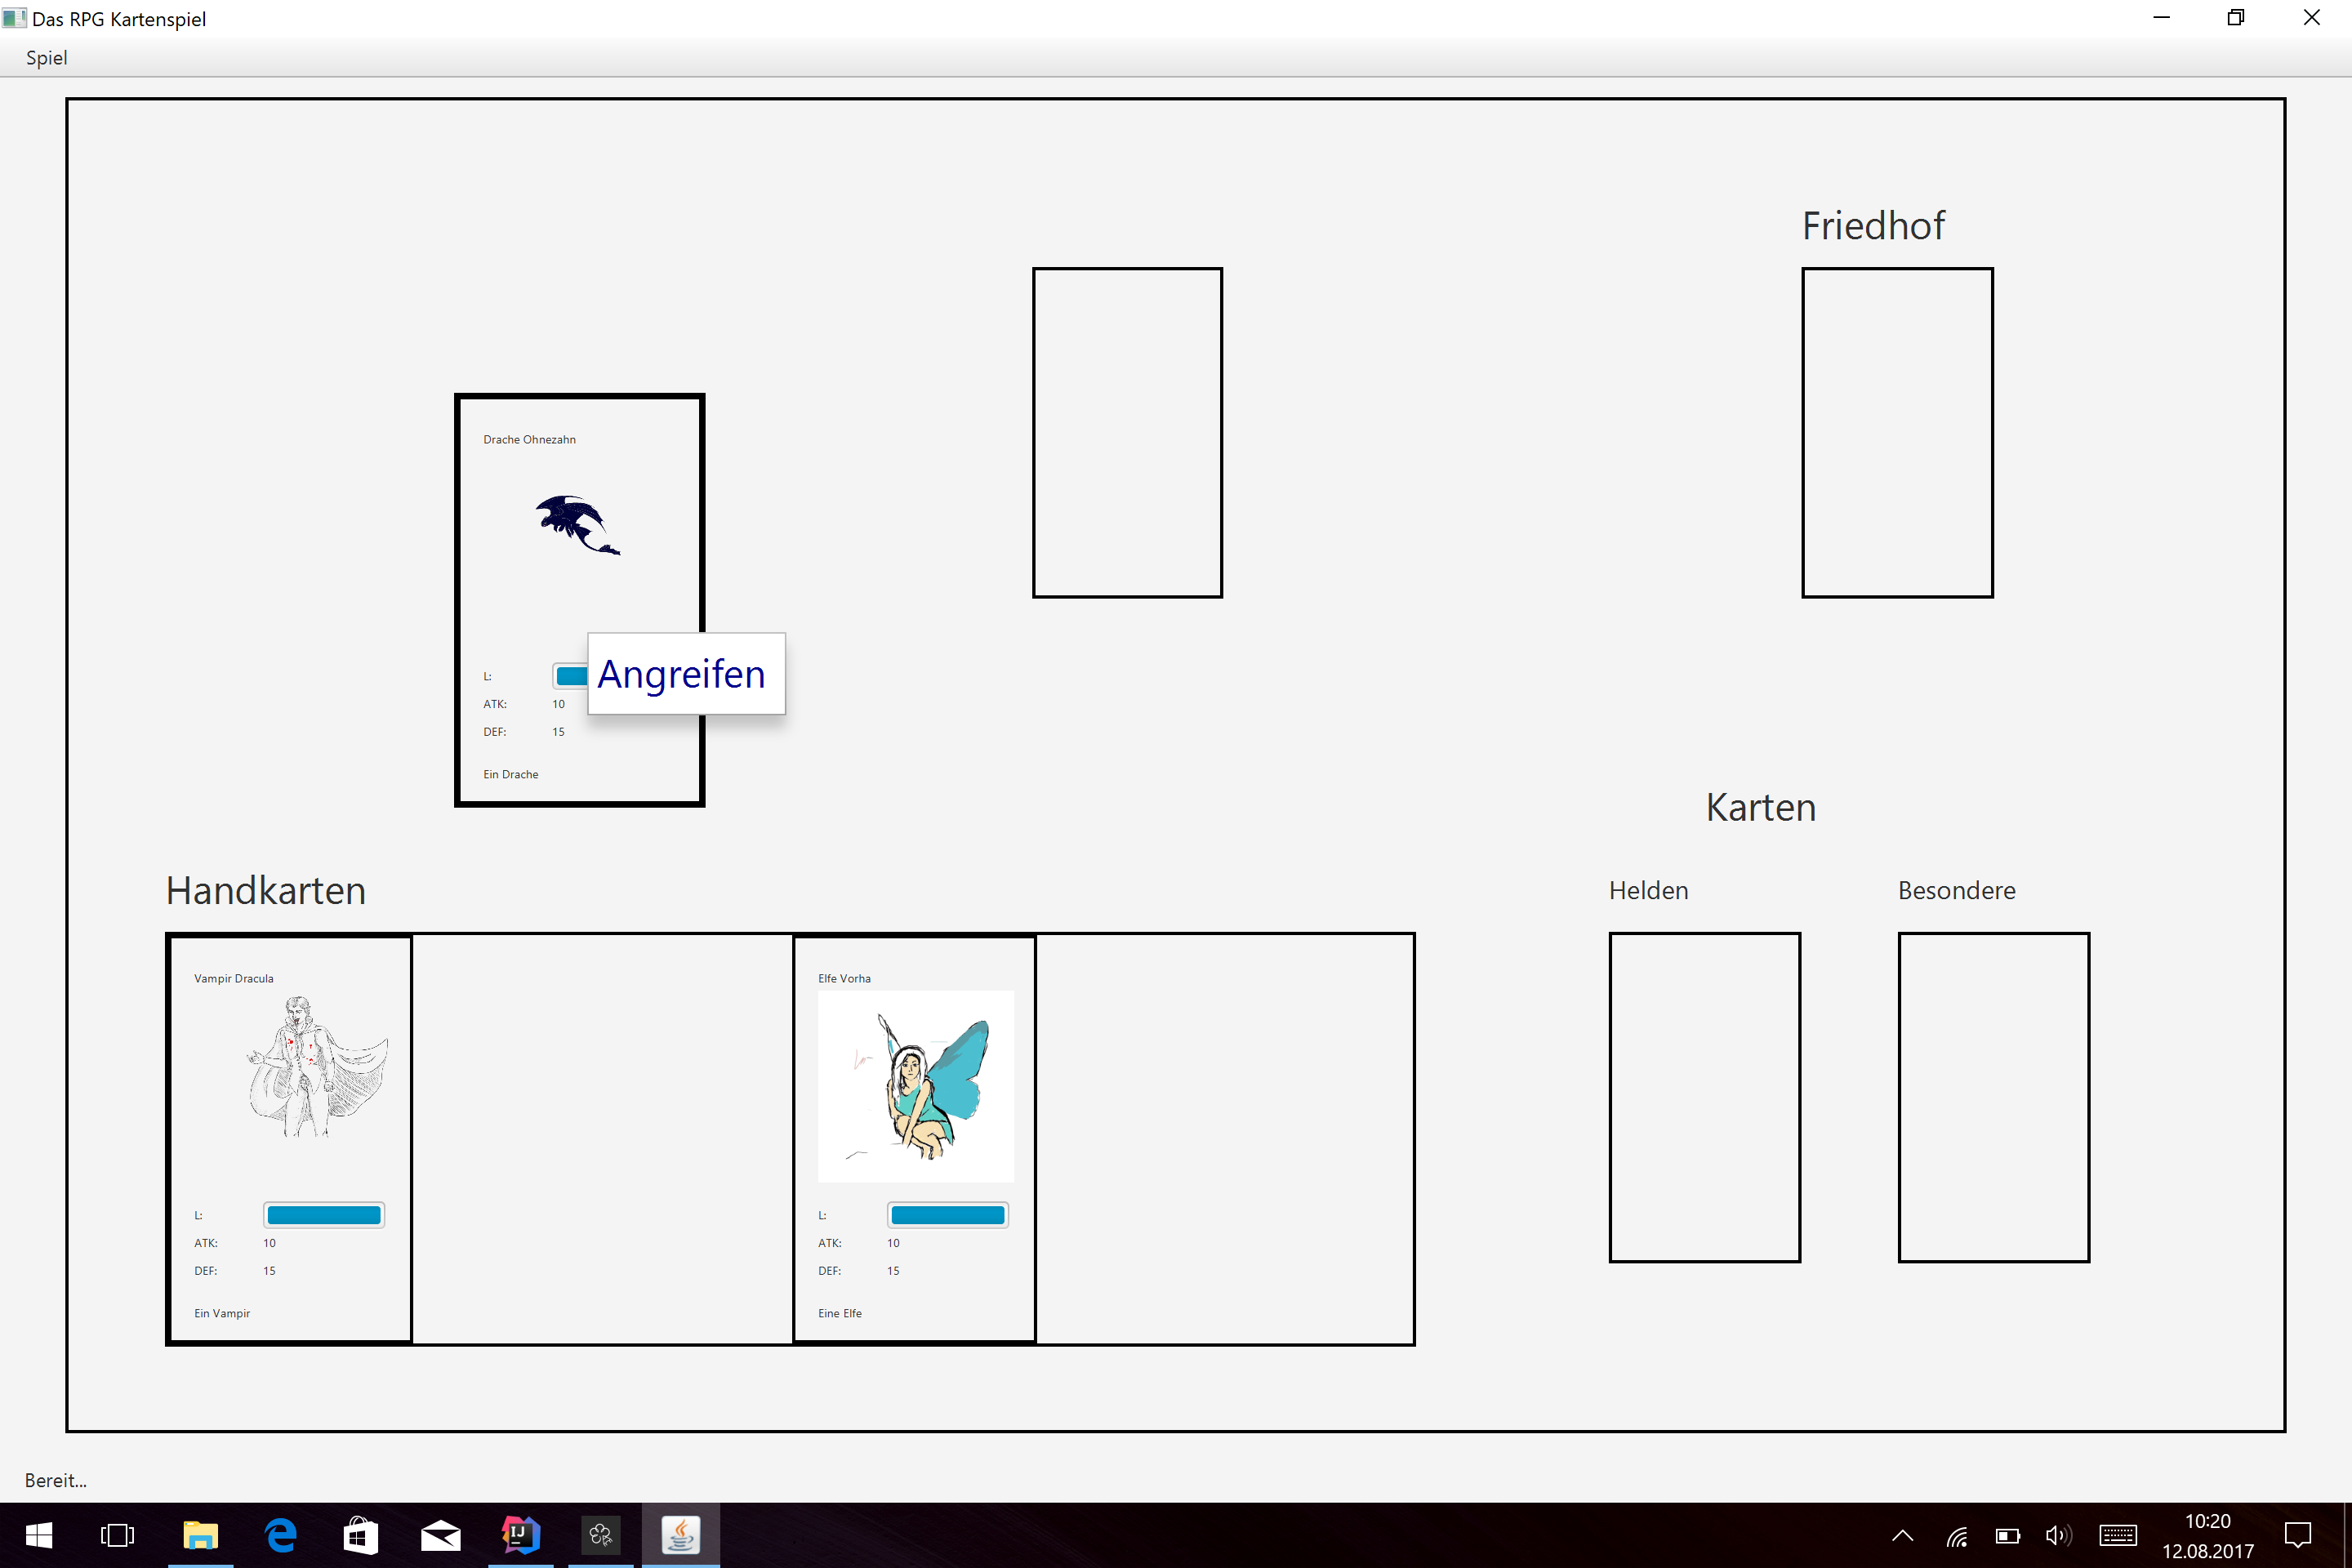 Das RPG Kartenspiel
Spiel
Friedhof
Drache Ohnezahn
L:
Angreifen
ATK: 10
DEF: 15
Ein Drache
Karten
Handkarten
Helden
Besondere
Vampir Dracula
L:
ATK: 10
DEF: 15
Ein Vampir
Elfe Vorha
L:
ATK: 10
DEF: 15
Eine Elfe
Bereit...
IJ
10:20
12.08.2017